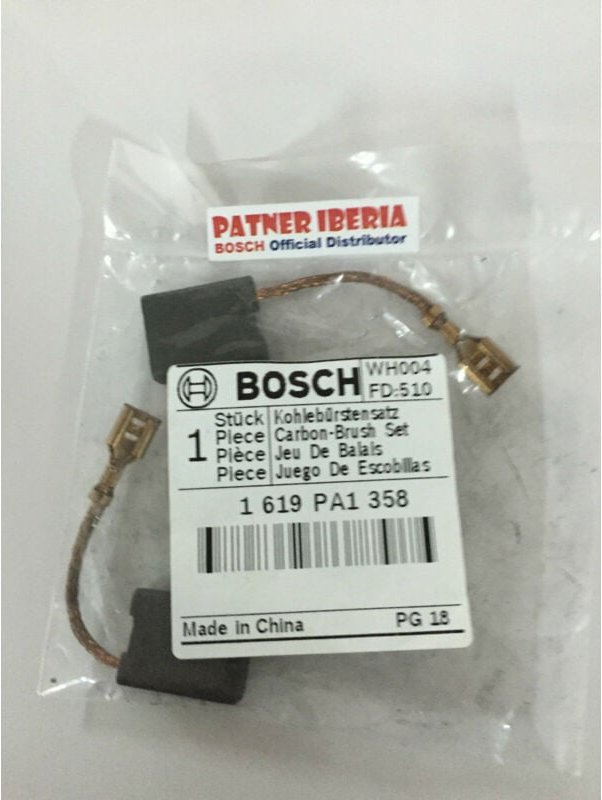 PATNER IBERIA
BOSCH Official Distributor
BOSCH
WH004
FD:510
1
Stück Kohlebürstensatz
Piece Carbon-Brush Set
Pièce Jeu De Balais
Piece Juego De Escobillas
1 619 PA1 358
Made in China PG 18